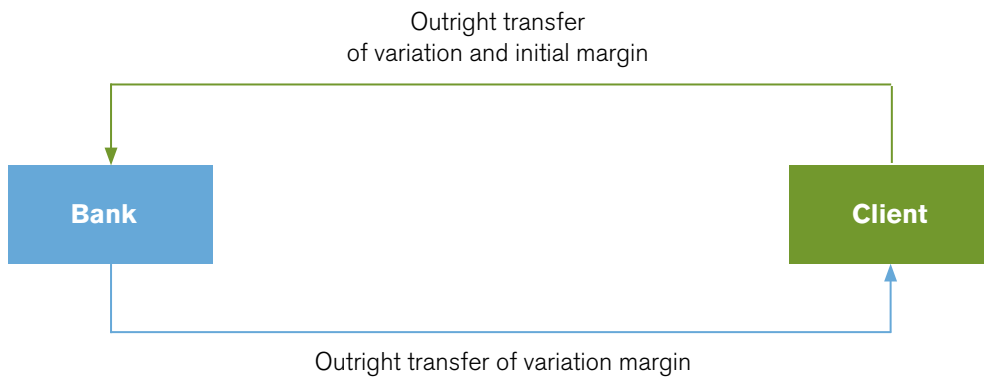 Outright transfer
of variation and initial margin
Bank
Client
Outright transfer of variation margin